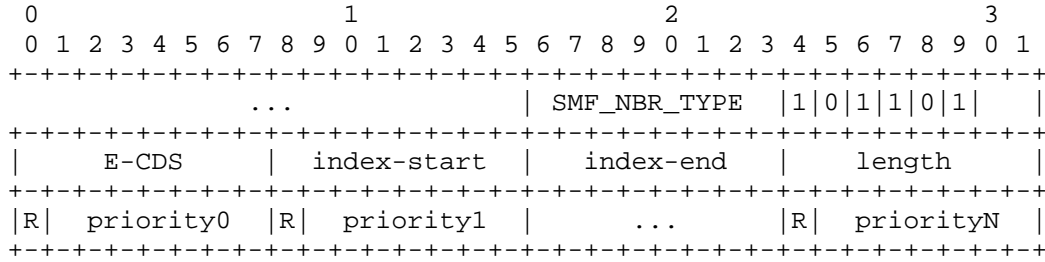 0                   1                   2                   3
 0 1 2 3 4 5 6 7 8 9 0 1 2 3 4 5 6 7 8 9 0 1 2 3 4 5 6 7 8 9 0 1
+-+-+-+-+-+-+-+-+-+-+-+-+-+-+-+-+-+-+-+-+-+-+-+-+-+-+-+-+-+-+-+-+
               ...              | SMF_NBR_TYPE  |1|0|1|1|0|1|   |
+-+-+-+-+-+-+-+-+-+-+-+-+-+-+-+-+-+-+-+-+-+-+-+-+-+-+-+-+-+-+-+-+
|     E-CDS     |  index-start  |   index-end   |    length     |
+-+-+-+-+-+-+-+-+-+-+-+-+-+-+-+-+-+-+-+-+-+-+-+-+-+-+-+-+-+-+-+-+
|R|  priority0  |R|  priority1  |      ...      |R|  priorityN  |
+-+-+-+-+-+-+-+-+-+-+-+-+-+-+-+-+-+-+-+-+-+-+-+-+-+-+-+-+-+-+-+-+